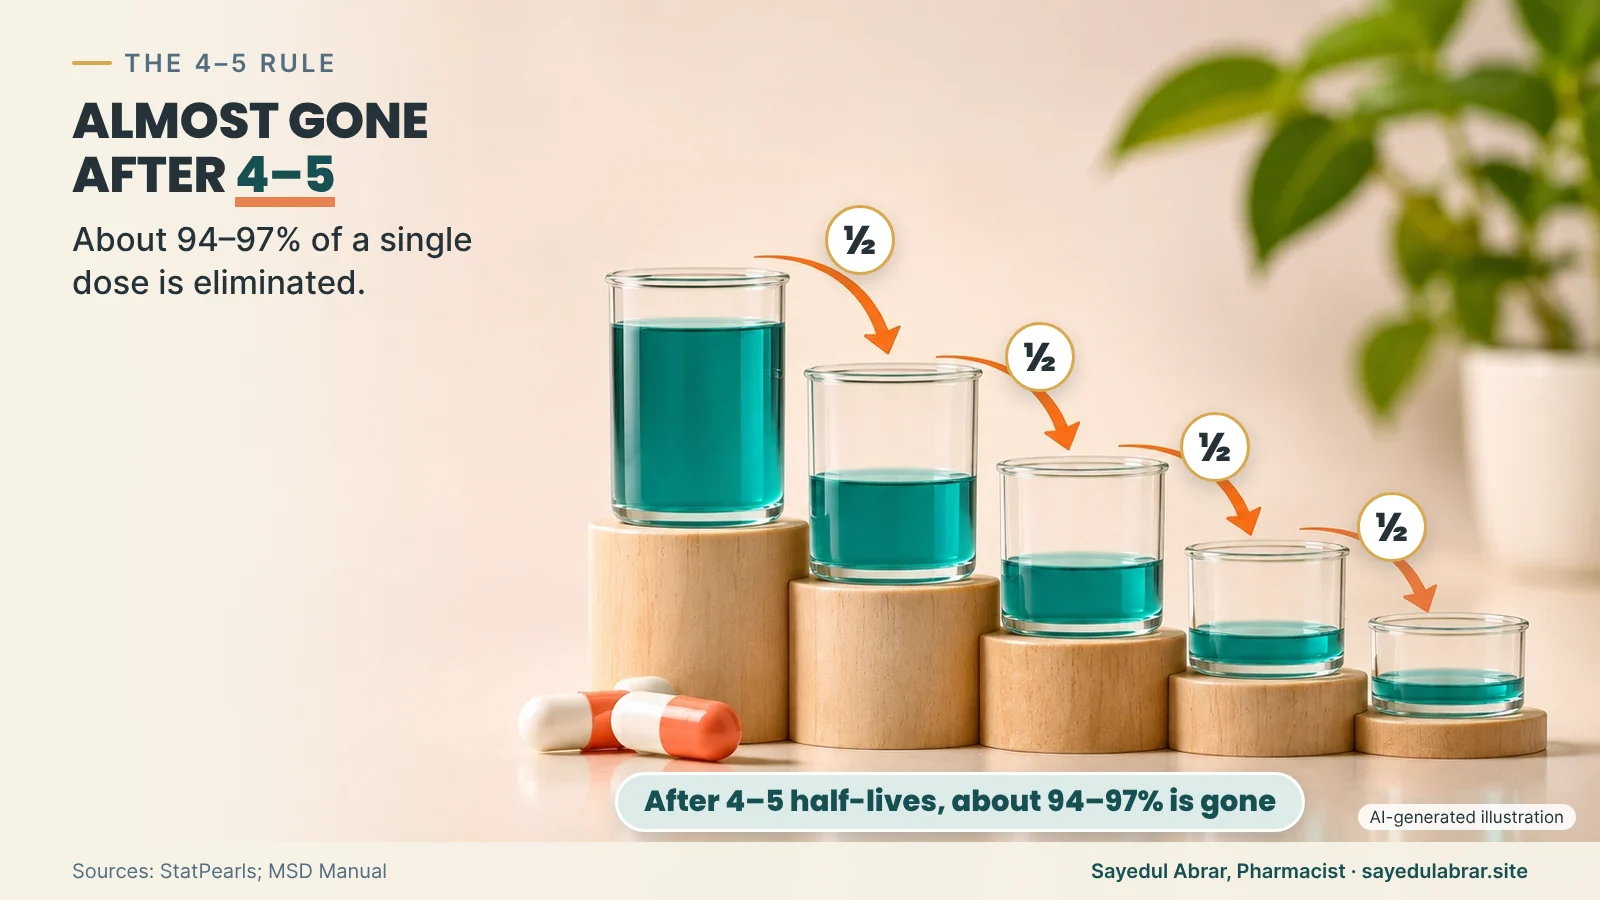 THE 4–5 RULE
ALMOST GONE
AFTER 4–5
About 94–97% of a single
dose is eliminated.
½
½
½
½
After 4–5 half-lives, about 94–97% is gone
AI-generated illustration
Sources: StatPearls; MSD Manual
Sayedul Abrar, Pharmacist · sayedulabrar.site